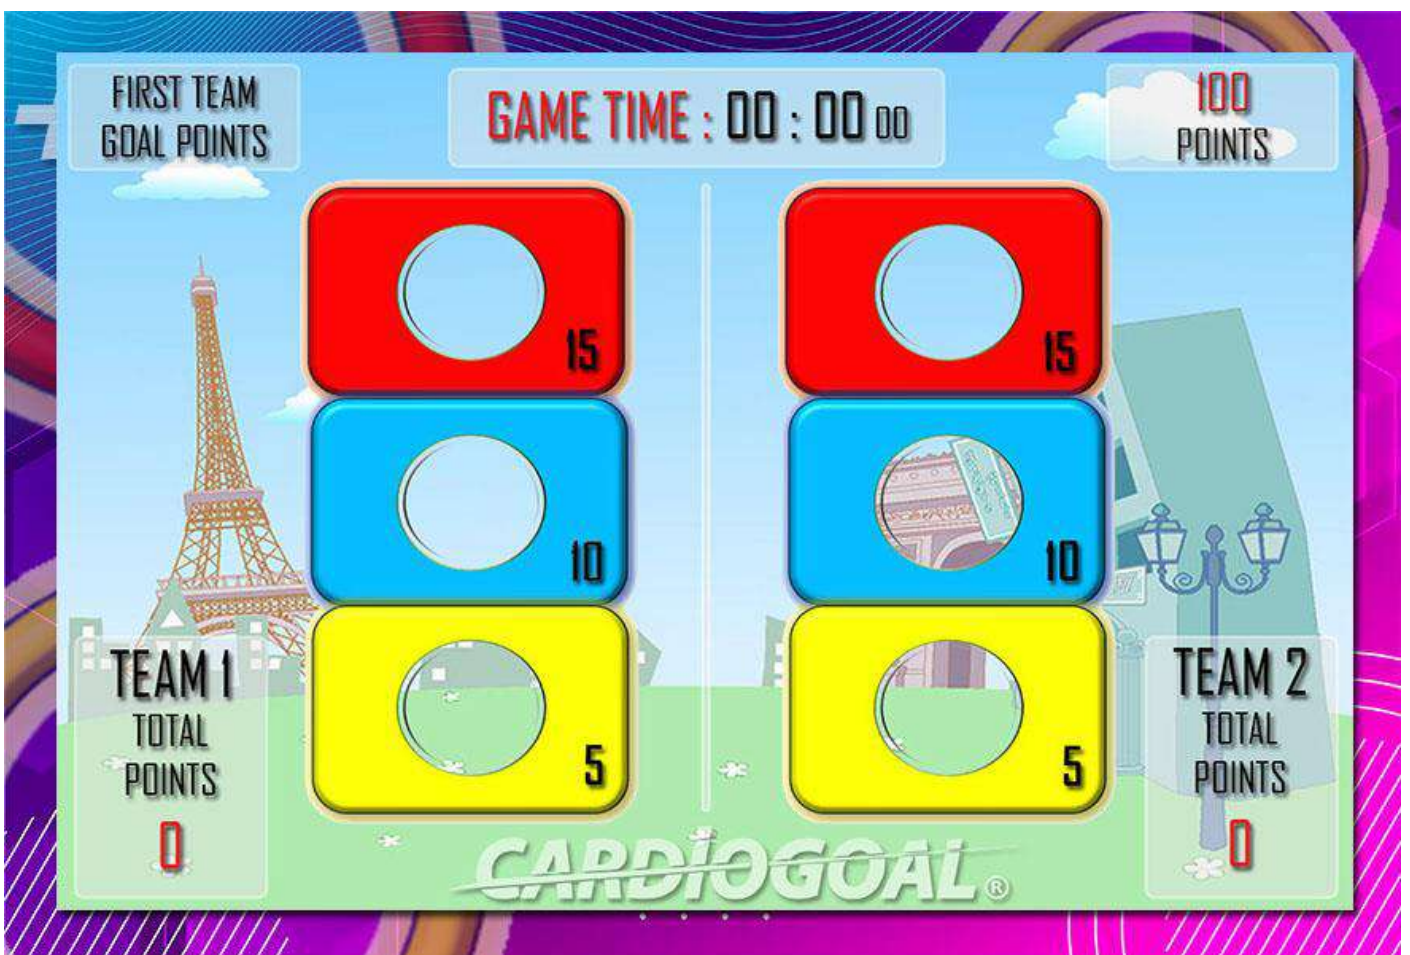 FIRST TEAM
GOAL POINTS
GAME TIME : 00 : 00 00
100
POINTS
15
15
10
10
5
5
TEAM 1
TOTAL
POINTS
0
TEAM 2
TOTAL
POINTS
0
CARDIOGOAL®